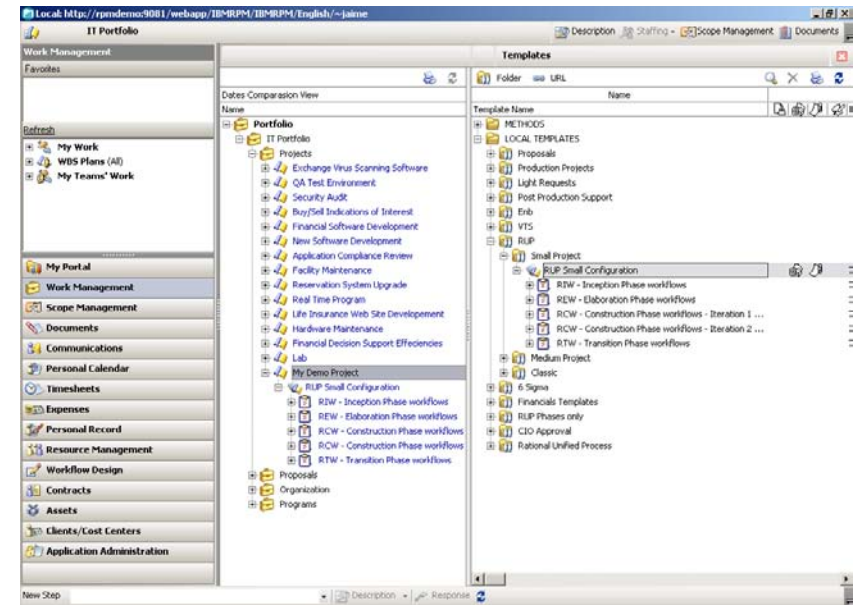 Local: http://rpmdemo:9081/webapp/IBMRPM/IBMRPM/English/~jaime
IT Portfolio
Description
Staffing
Scope Management
Documents
Work Management
Favorites
Refresh
My Work
WBS Plans (All)
My Teams' Work
My Portal
Work Management
Scope Management
Documents
Communications
Personal Calendar
Timesheets
Expenses
Personal Record
Resource Management
Workflow Design
Contracts
Assets
Clients/Cost Centers
Application Administration
Dates Comparasion View
Name
Portfolio
IT Portfolio
Projects
Exchange Virus Scanning Software
QA Test Environment
Security Audit
Buy/Sell Indications of Interest
Financial Software Development
New Software Development
Application Compliance Review
Facility Maintenance
Reservation System Upgrade
Real Time Program
Life Insurance Web Site Developement
Hardware Maintenance
Financial Decision Support Effeciencies
Lab
My Demo Project
RUP Small Configuration
RIW - Inception Phase workflows
REW - Elaboration Phase workflows
RCW - Construction Phase workflows
RCW - Construction Phase workflows
RTW - Transition Phase workflows
Proposals
Organization
Programs
Templates
Folder
URL
Name
Template Name
METHODS
LOCAL TEMPLATES
Proposals
Production Projects
Light Requests
Post Production Support
Enb
VTS
RUP
Small Project
RUP Small Configuration
RIW - Inception Phase workflows
REW - Elaboration Phase workflows
RCW - Construction Phase workflows - Iteration 1 ...
RCW - Construction Phase workflows - Iteration 2 ...
RTW - Transition Phase workflows
Medium Project
Classic
6 Sigma
Financials Templates
RUP Phases only
CIO Approval
Rational Unified Process
New Step
Description
Response